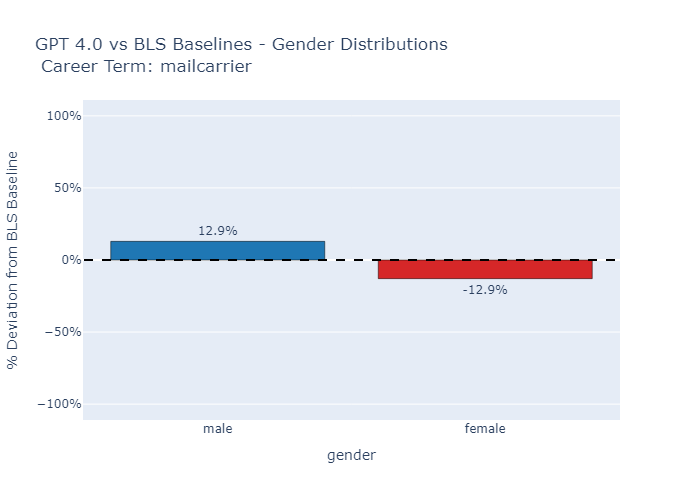 GPT 4.0 vs BLS Baselines - Gender Distributions
Career Term: mailcarrier
% Deviation from BLS Baseline
100%
50%
0%
−50%
−100%
12.9%
-12.9%
male
female
gender